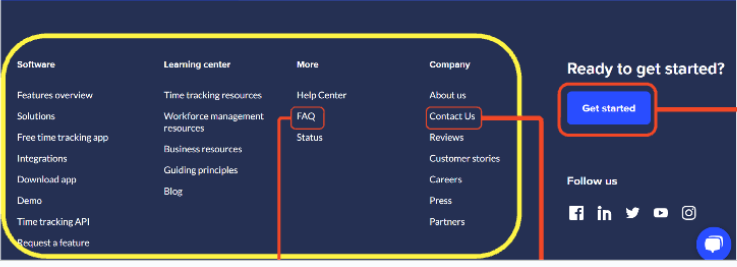 Software
Features overview
Solutions
Free time tracking app
Integrations
Download app
Demo
Time tracking API
Request a feature
Learning center
Time tracking resources
Workforce management
resources
Business resources
Guiding principles
Blog
More
Help Center
FAQ
Status
Company
About us
Contact Us
Reviews
Customer stories
Careers
Press
Partners
Ready to get started?
Get started
Follow us